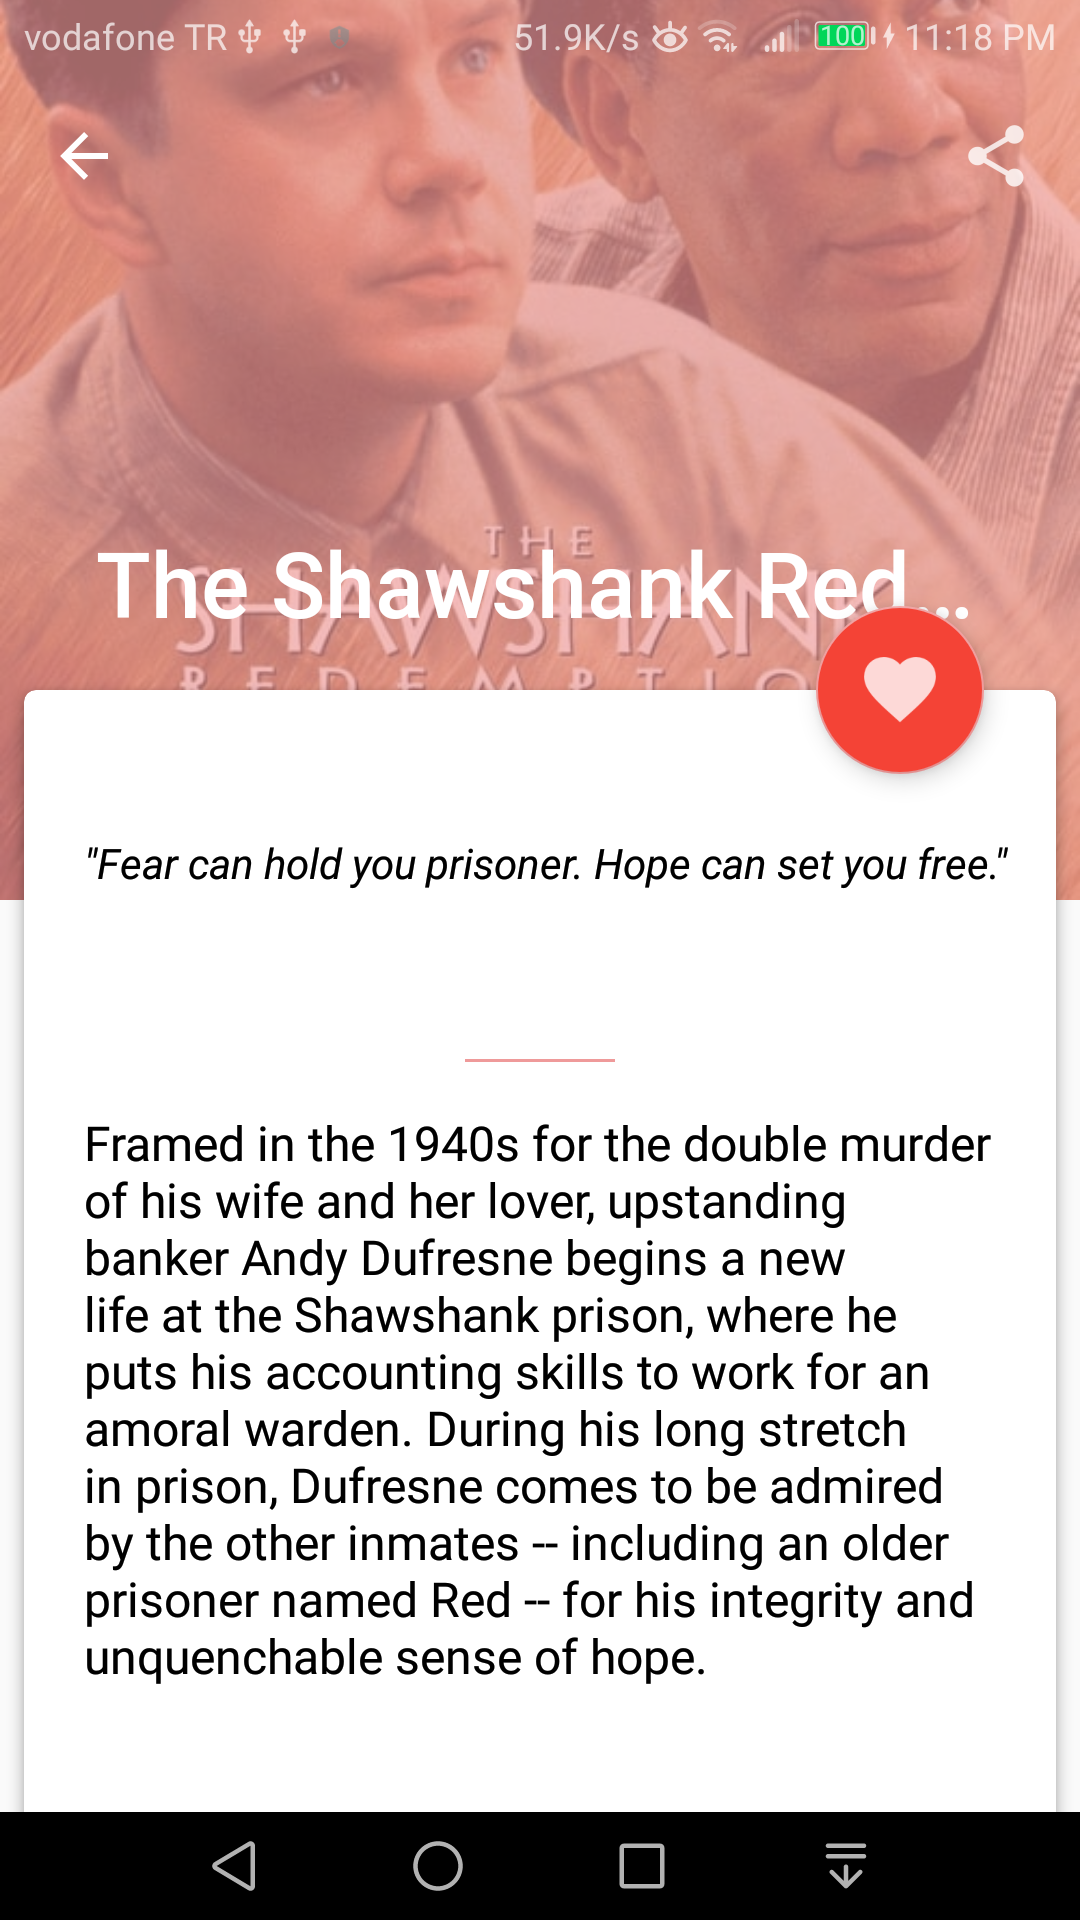 vodafone TR 51.9K/s 100 11:18 PM
THE
SHAWSHANK
The Shawshank Red...
REDEMPTIO
"Fear can hold you prisoner. Hope can set you free."
Framed in the 1940s for the double murder
of his wife and her lover, upstanding
banker Andy Dufresne begins a new
life at the Shawshank prison, where he
puts his accounting skills to work for an
amoral warden. During his long stretch
in prison, Dufresne comes to be admired
by the other inmates -- including an older
prisoner named Red -- for his integrity and
unquenchable sense of hope.